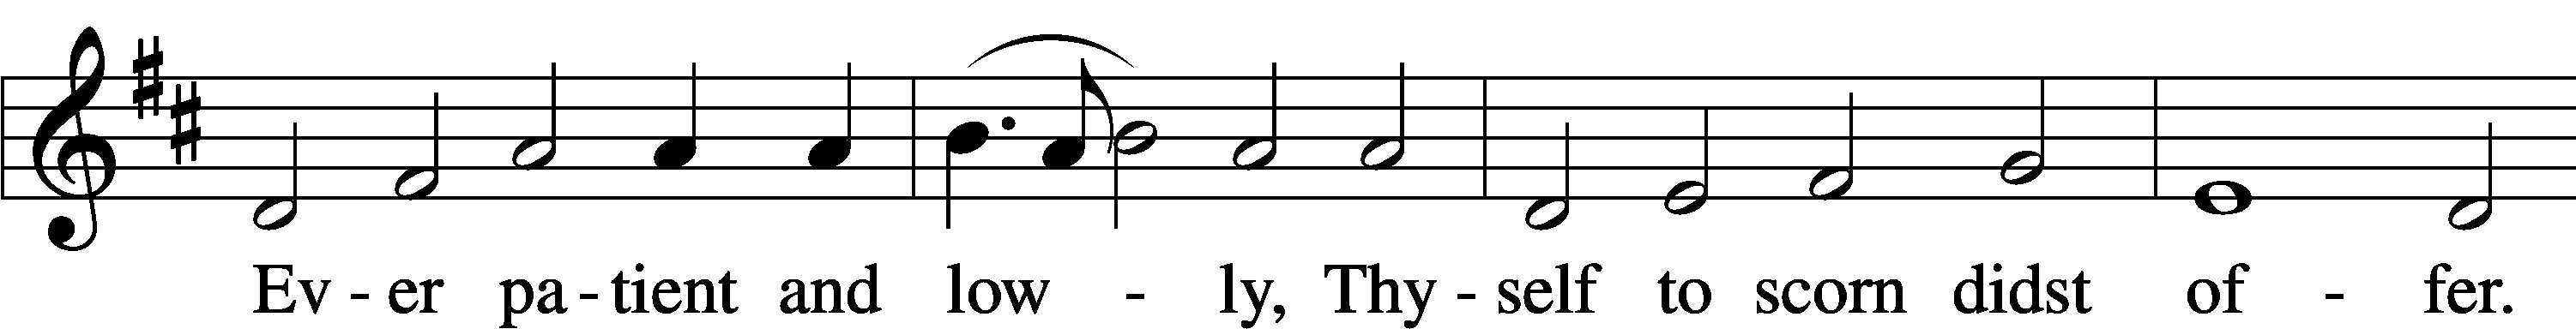 Ev - er pa - tient and low - ly, Thy - self to scorn didst of - fer.